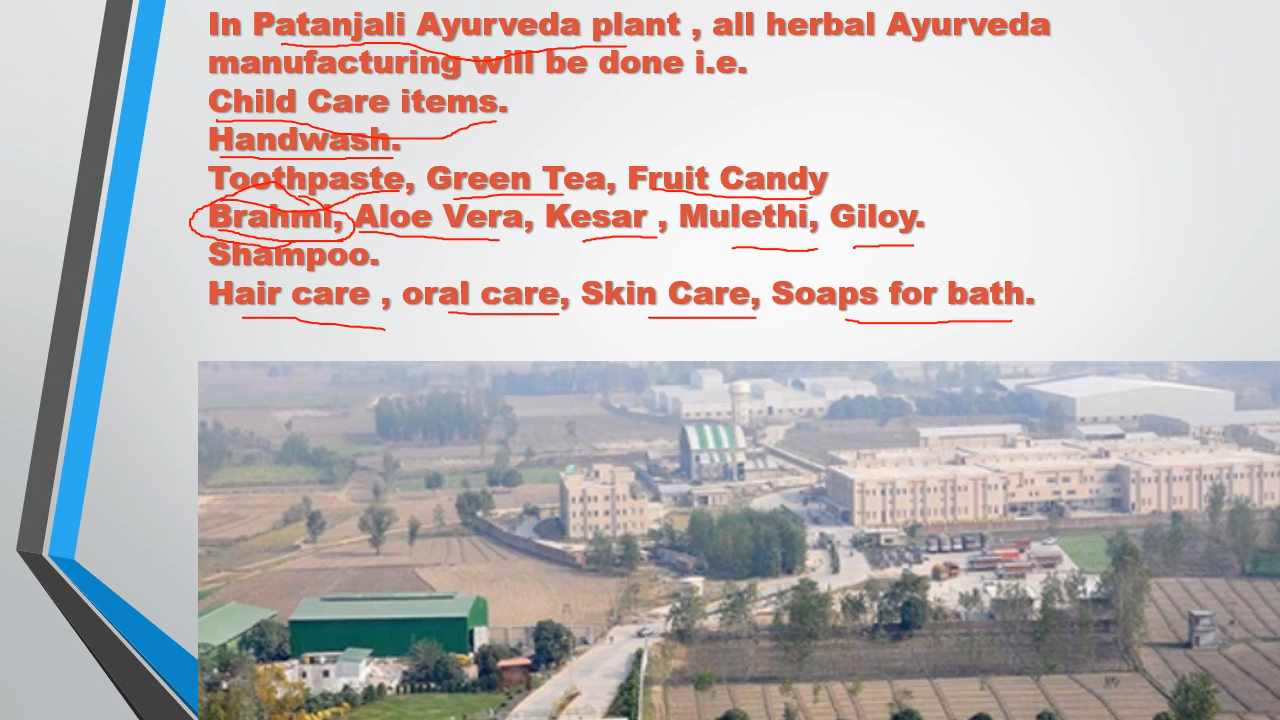 In Patanjali Ayurveda plant , all herbal Ayurveda
manufacturing will be done i.e.
Child Care items.
Handwash.
Toothpaste, Green Tea, Fruit Candy
Brahmi, Aloe Vera, Kesar , Mulethi, Giloy.
Shampoo.
Hair care , oral care, Skin Care, Soaps for bath.